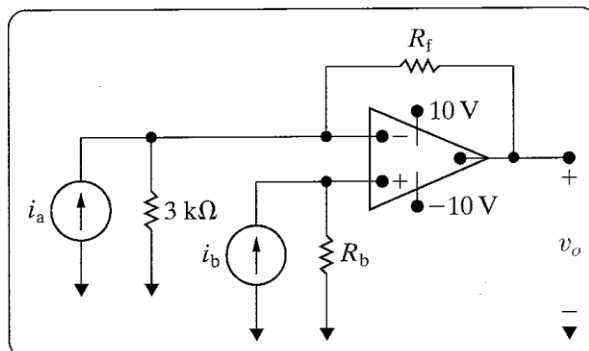 R_f
10 V
−
+
−10 V
i_a
3 kΩ
i_b
R_b
+
v_o
−